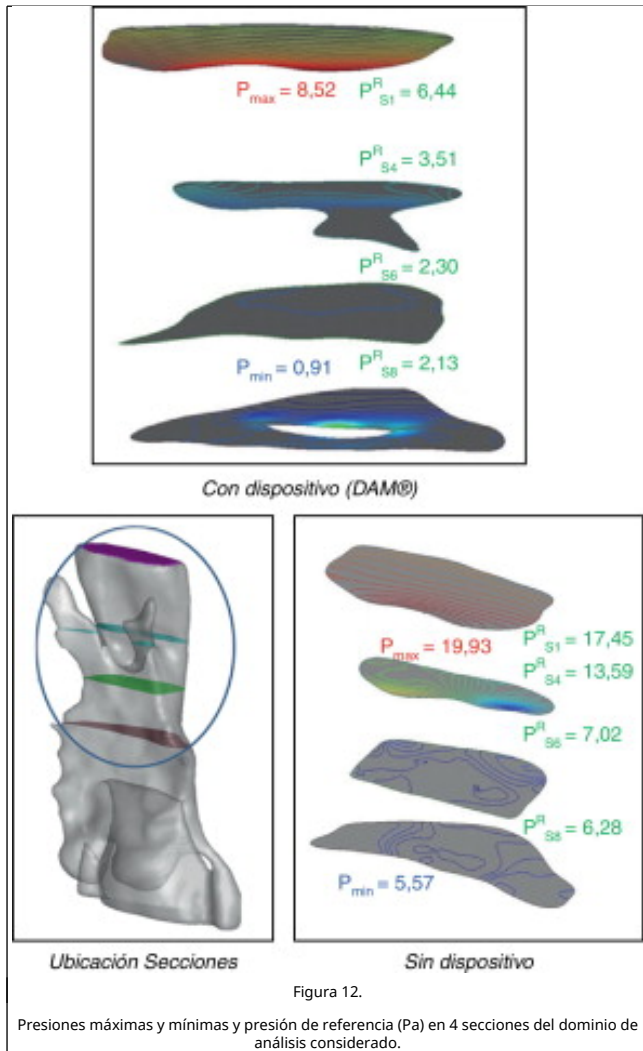 P_max = 8,52 P^R_S1 = 6,44
P^R_S4 = 3,51
P^R_S6 = 2,30
P_min = 0,91 P^R_S8 = 2,13
Con dispositivo (DAM®)
P^R_S1 = 17,45
P_max = 19,93
P^R_S4 = 13,59
P^R_S6 = 7,02
P^R_S8 = 6,28
P_min = 5,57
Ubicación Secciones
Sin dispositivo
Figura 12.
Presiones máximas y mínimas y presión de referencia (Pa) en 4 secciones del dominio de
análisis considerado.